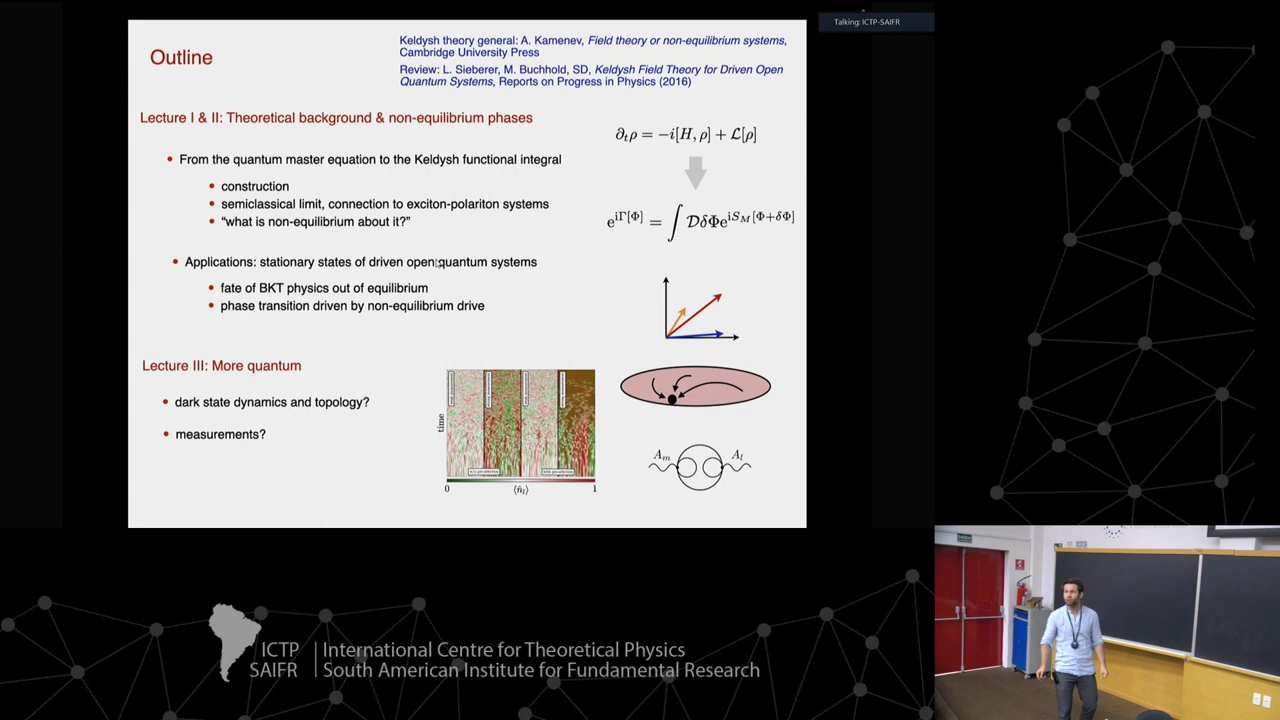 Talking: ICTP-SAIFR
Outline
Keldysh theory general: A. Kamenev, Field theory or non-equilibrium systems,
Cambridge University Press
Review: L. Sieberer, M. Buchhold, SD, Keldysh Field Theory for Driven Open
Quantum Systems, Reports on Progress in Physics (2016)
Lecture I & II: Theoretical background & non-equilibrium phases
∂ₜρ = −i[H, ρ] + ℒ[ρ]
• From the quantum master equation to the Keldysh functional integral
• construction
• semiclassical limit, connection to exciton-polariton systems
• “what is non-equilibrium about it?”
e^{iΓ[Φ]} = ∫ 𝒟δΦe^{iS_M[Φ+δΦ]}
• Applications: stationary states of driven open quantum systems
• fate of BKT physics out of equilibrium
• phase transition driven by non-equilibrium drive
Lecture III: More quantum
• dark state dynamics and topology?
• measurements?
time
0
⟨n̂_l⟩
1
A_m
A_l
ICTP
SAIFR
International Centre for Theoretical Physics
South American Institute for Fundamental Research